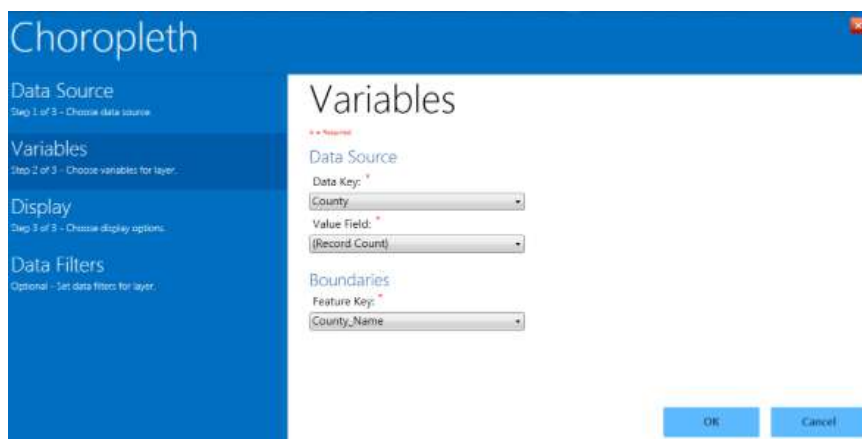 Choropleth
Data Source
Step 1 of 3 - Choose data source
Variables
Step 2 of 3 - Choose variables for layer.
Display
Step 3 of 3 - Choose display options.
Data Filters
Optional - Set data filters for layer.
Variables
* = Required
Data Source
Data Key: *
County
Value Field: *
(Record Count)
Boundaries
Feature Key: *
County_Name
OK
Cancel